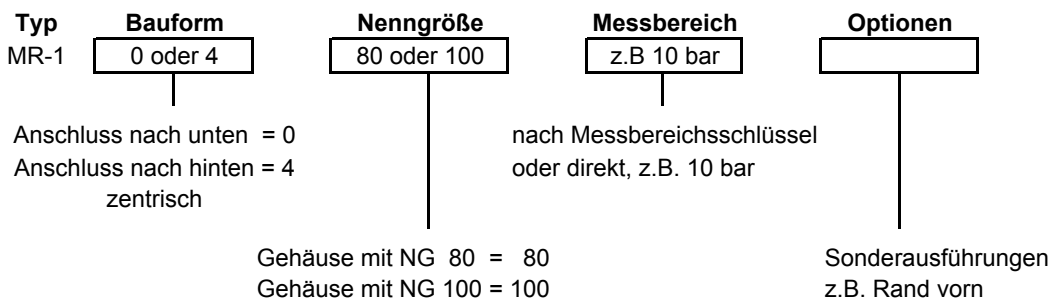 Typ Bauform Nenngröße Messbereich Optionen
MR-1 0 oder 4 80 oder 100 z.B 10 bar
Anschluss nach unten = 0 nach Messbereichsschlüssel
Anschluss nach hinten = 4 oder direkt, z.B. 10 bar
zentrisch
Gehäuse mit NG 80 = 80 Sonderausführungen
Gehäuse mit NG 100 = 100 z.B. Rand vorn